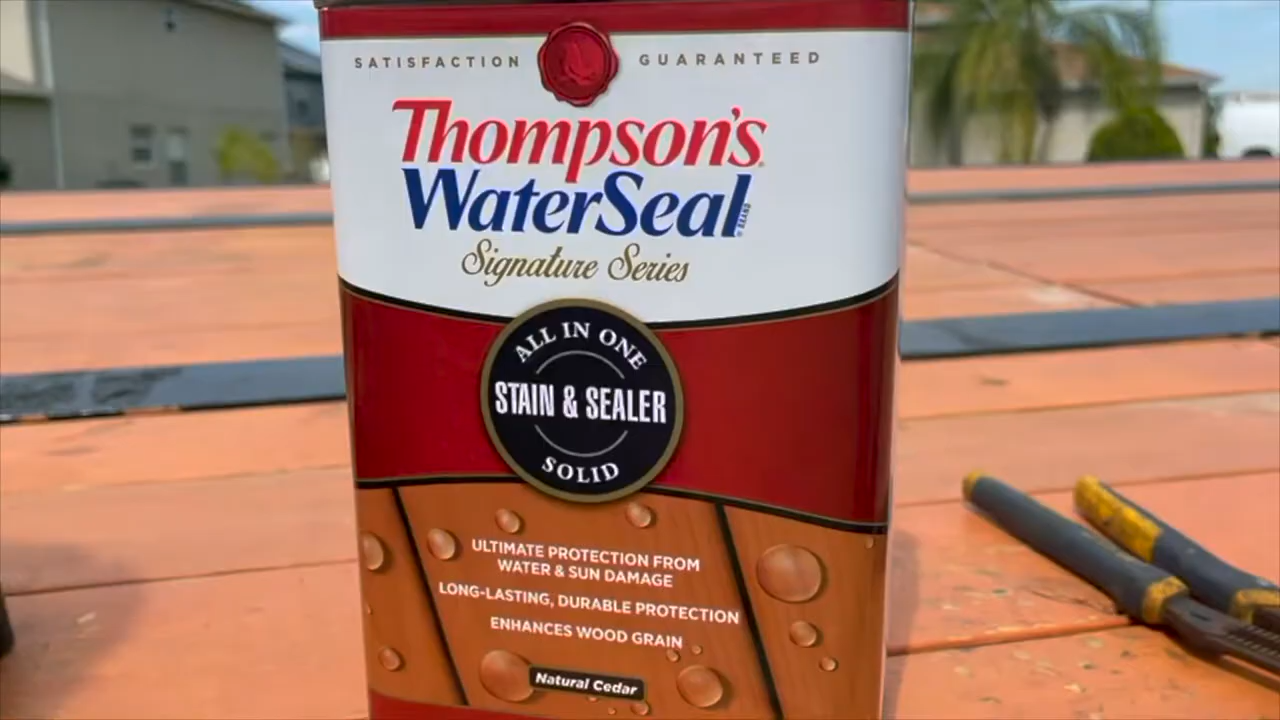 SATISFACTION GUARANTEED
Thompson's
WaterSeal
BRAND
Signature Series
ALL IN ONE
STAIN & SEALER
SOLID
ULTIMATE PROTECTION FROM
WATER & SUN DAMAGE
LONG-LASTING, DURABLE PROTECTION
ENHANCES WOOD GRAIN
Natural Cedar